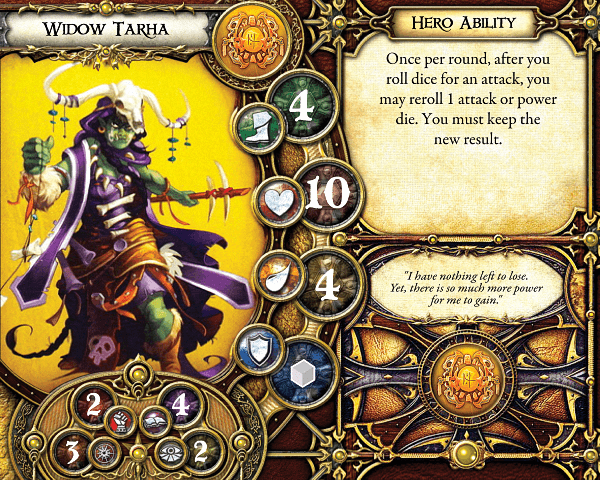 Widow Tarha
4
10
4
2
4
3
2
Hero Ability
Once per round, after you
roll dice for an attack, you
may reroll 1 attack or power
die. You must keep the
new result.
"I have nothing left to lose.
Yet, there is so much more power
for me to gain."